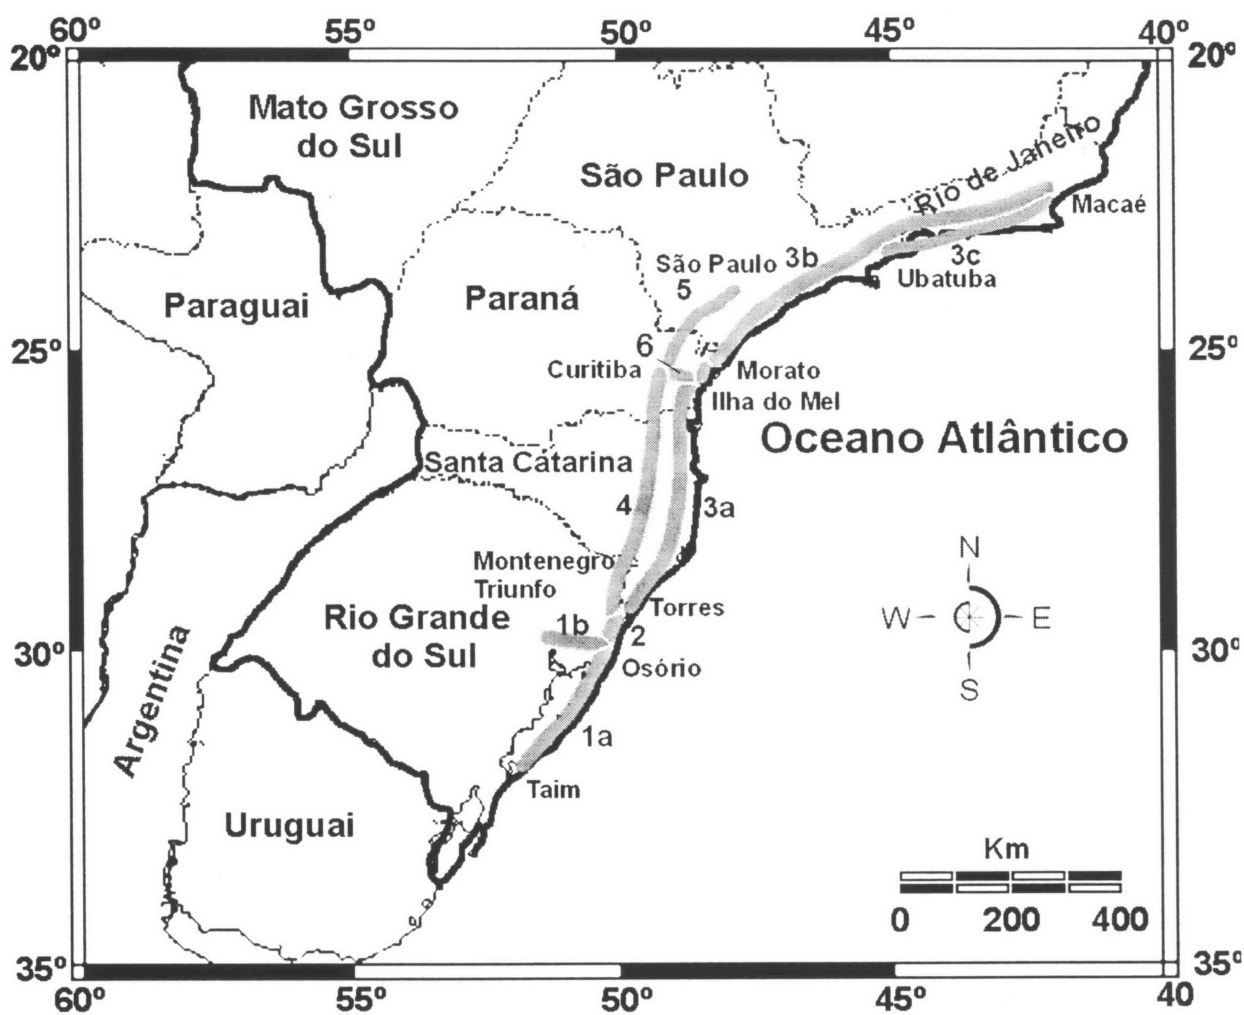 60º 55º 50º 45º 40º
20º 20º
Mato Grosso
do Sul
São Paulo
Rio de Janeiro
Macaé
São Paulo 3b
5
3c
Ubatuba
Paraguai
Paraná
25º 25º
6
Curitiba
Morato
Ilha do Mel
Oceano Atlântico
Santa Catarina
4 3a
Montenegro
Triunfo
N
W E
S
Rio Grande
do Sul
Torres
1b 2
30º 30º
Osório
Argentina
1a
Taim
Uruguai
Km
0 200 400
35º 35º
60º 55º 50º 45º 40